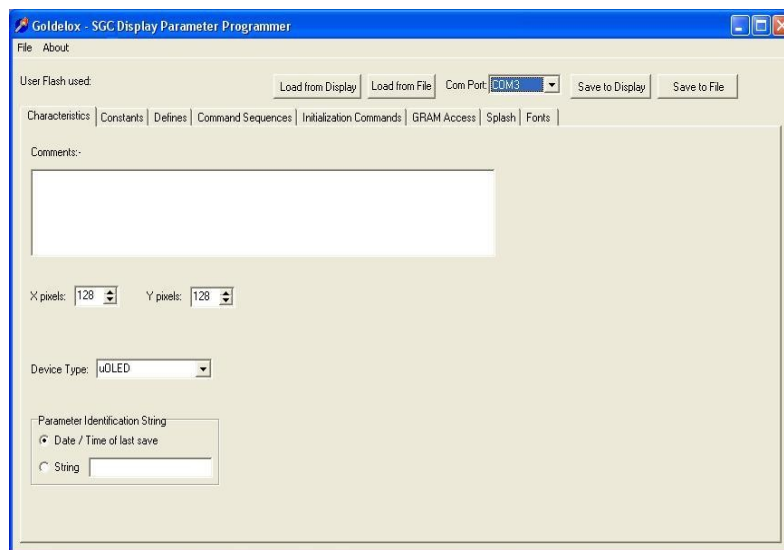 Goldelox - SGC Display Parameter Programmer
File About
User Flash used: Load from Display Load from File Com Port: COM3 Save to Display Save to File
Characteristics Constants Defines Command Sequences Initialization Commands GRAM Access Splash Fonts
Comments:-
X pixels: 128 Y pixels: 128
Device Type: uOLED
Parameter Identification String
Date / Time of last save
String